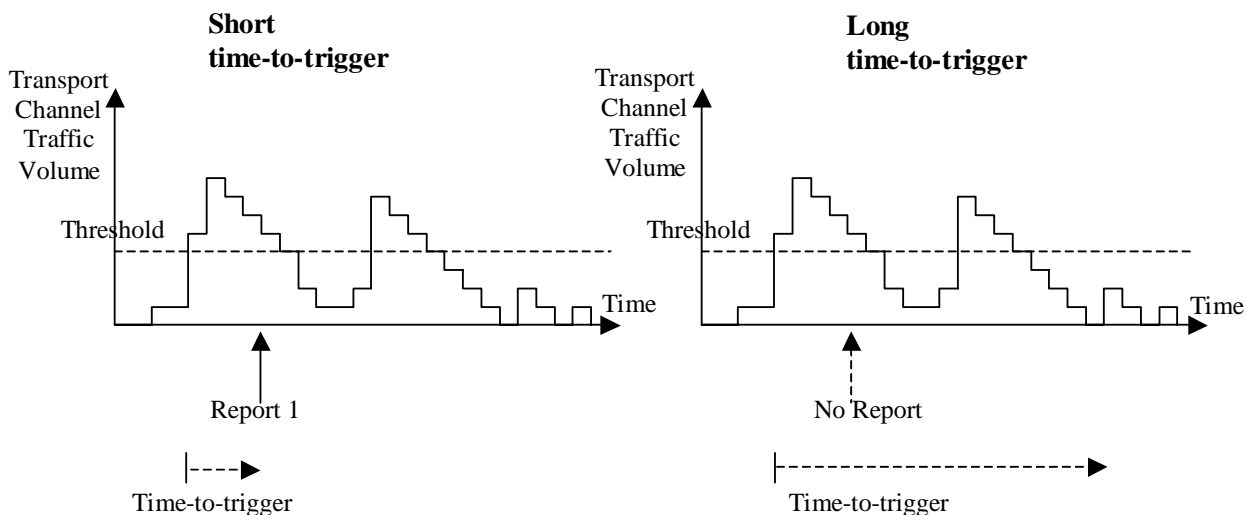 Short
time-to-trigger
Transport
Channel
Traffic
Volume
Threshold
Time
Report 1
Time-to-trigger
Long
time-to-trigger
Transport
Channel
Traffic
Volume
Threshold
Time
No Report
Time-to-trigger